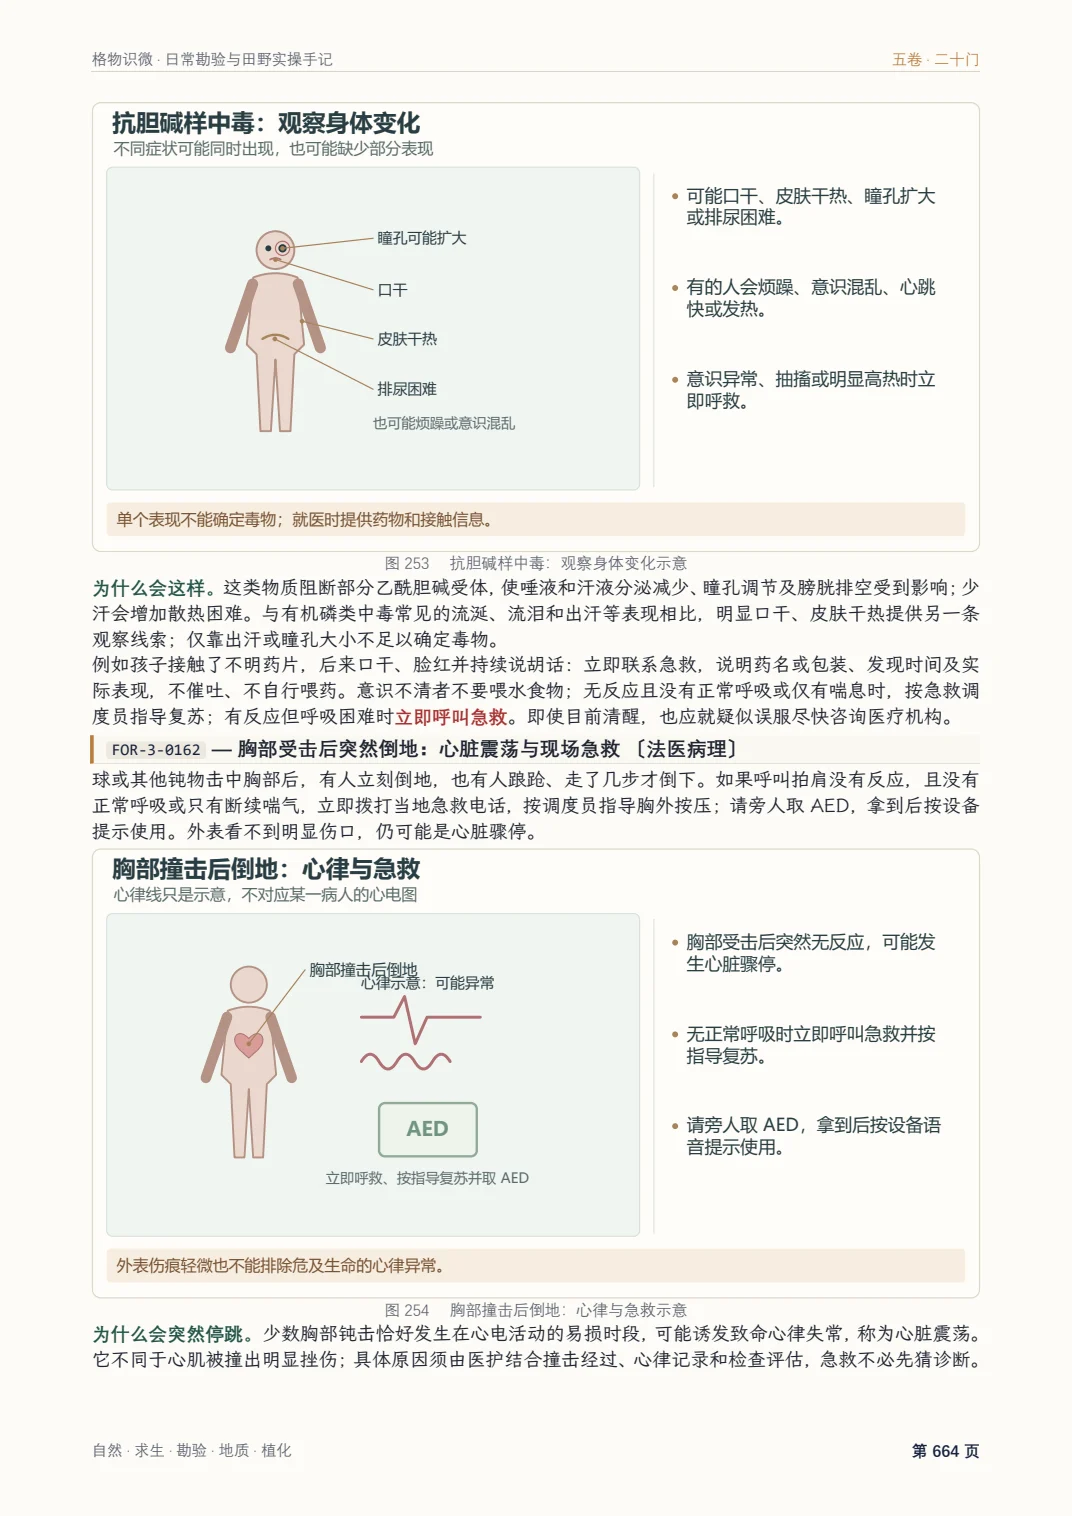 格物识微 · 日常勘验与田野实操手记
五卷 · 二十门
抗胆碱样中毒：观察身体变化
不同症状可能同时出现，也可能缺少部分表现
瞳孔可能扩大
口干
皮肤干热
排尿困难
也可能烦躁或意识混乱
• 可能口干、皮肤干热、瞳孔扩大
或排尿困难。
• 有的人会烦躁、意识混乱、心跳
快或发热。
• 意识异常、抽搐或明显高热时立
即呼救。
单个表现不能确定毒物；就医时提供药物和接触信息。
图 253 抗胆碱样中毒：观察身体变化示意
为什么会这样。这类物质阻断部分乙酰胆碱受体，使唾液和汗液分泌减少、瞳孔调节及膀胱排空受到影响；少
汗会增加散热困难。与有机磷类中毒常见的流涎、流泪和出汗等表现相比，明显口干、皮肤干热提供另一条
观察线索；仅靠出汗或瞳孔大小不足以确定毒物。
例如孩子接触了不明药片，后来口干、脸红并持续说胡话：立即联系急救，说明药名或包装、发现时间及实
际表现，不催吐、不自行喂药。意识不清者不要喂水食物；无反应且没有正常呼吸或仅有喘息时，按急救调
度员指导复苏；有反应但呼吸困难时立即呼叫急救。即使目前清醒，也应就疑似误服尽快咨询医疗机构。
FOR-3-0162 — 胸部受击后突然倒地：心脏震荡与现场急救 〔法医病理〕
球或其他钝物击中胸部后，有人立刻倒地，也有人踉跄、走了几步才倒下。如果呼叫拍肩没有反应，且没有
正常呼吸或只有断续喘气，立即拨打当地急救电话，按调度员指导胸外按压；请旁人取 AED，拿到后按设备
提示使用。外表看不到明显伤口，仍可能是心脏骤停。
胸部撞击后倒地：心律与急救
心律线只是示意，不对应某一病人的心电图
胸部撞击后倒地
心律示意：可能异常
AED
立即呼救、按指导复苏并取 AED
• 胸部受击后突然无反应，可能发
生心脏骤停。
• 无正常呼吸时立即呼叫急救并按
指导复苏。
• 请旁人取 AED，拿到后按设备语
音提示使用。
外表伤痕轻微也不能排除危及生命的心律异常。
图 254 胸部撞击后倒地：心律与急救示意
为什么会突然停跳。少数胸部钝击恰好发生在心电活动的易损时段，可能诱发致命心律失常，称为心脏震荡。
它不同于心肌被撞出明显挫伤；具体原因须由医护结合撞击经过、心律记录和检查评估，急救不必先猜诊断。
自然 · 求生 · 勘验 · 地质 · 植化
第 664 页